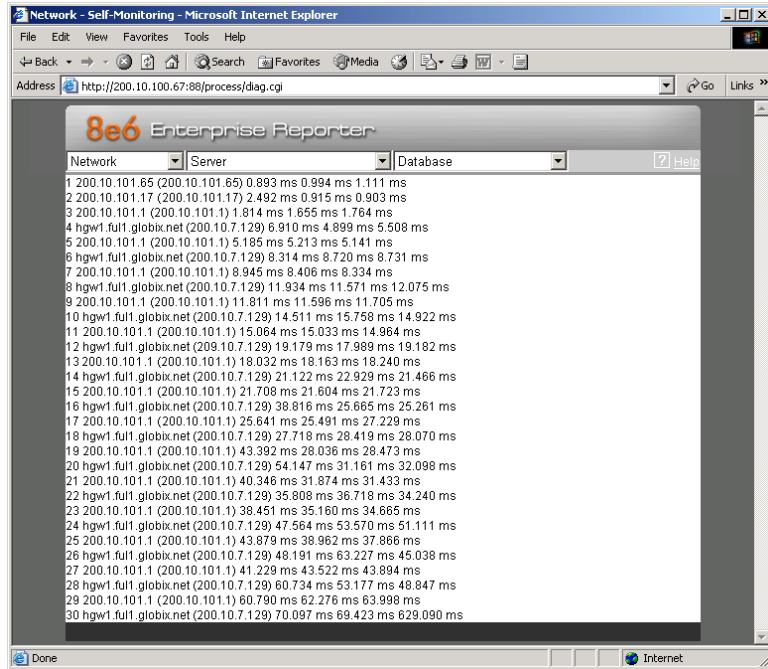 Network - Self-Monitoring - Microsoft Internet Explorer
File Edit View Favorites Tools Help
Back Search Favorites Media
Address http://200.10.100.67:88/process/diag.cgi Go Links »
8e6 Enterprise Reporter
Network Server Database ? Help
1 200.10.101.65 (200.10.101.65) 0.893 ms 0.994 ms 1.111 ms
2 200.10.101.17 (200.10.101.17) 2.492 ms 0.915 ms 0.903 ms
3 200.10.101.1 (200.10.101.1) 1.814 ms 1.655 ms 1.764 ms
4 hgw1.ful1.globix.net (200.10.7.129) 6.910 ms 4.899 ms 5.508 ms
5 200.10.101.1 (200.10.101.1) 5.185 ms 5.213 ms 5.141 ms
6 hgw1.ful1.globix.net (200.10.7.129) 8.314 ms 8.720 ms 8.731 ms
7 200.10.101.1 (200.10.101.1) 8.945 ms 8.406 ms 8.334 ms
8 hgw1.ful1.globix.net (200.10.7.129) 11.934 ms 11.571 ms 12.075 ms
9 200.10.101.1 (200.10.101.1) 11.811 ms 11.596 ms 11.705 ms
10 hgw1.ful1.globix.net (200.10.7.129) 14.511 ms 15.758 ms 14.922 ms
11 200.10.101.1 (200.10.101.1) 15.064 ms 15.033 ms 14.964 ms
12 hgw1.ful1.globix.net (209.10.7.129) 19.179 ms 17.989 ms 19.182 ms
13 200.10.101.1 (200.10.101.1) 18.032 ms 18.163 ms 18.240 ms
14 hgw1.ful1.globix.net (200.10.7.129) 21.122 ms 22.929 ms 21.466 ms
15 200.10.101.1 (200.10.101.1) 21.708 ms 21.604 ms 21.723 ms
16 hgw1.ful1.globix.net (200.10.7.129) 38.816 ms 25.665 ms 25.261 ms
17 200.10.101.1 (200.10.101.1) 25.641 ms 25.491 ms 27.229 ms
18 hgw1.ful1.globix.net (200.10.7.129) 27.718 ms 28.419 ms 28.070 ms
19 200.10.101.1 (200.10.101.1) 43.392 ms 28.036 ms 28.473 ms
20 hgw1.ful1.globix.net (200.10.7.129) 54.147 ms 31.161 ms 32.098 ms
21 200.10.101.1 (200.10.101.1) 40.346 ms 31.874 ms 31.433 ms
22 hgw1.ful1.globix.net (200.10.7.129) 35.808 ms 36.718 ms 34.240 ms
23 200.10.101.1 (200.10.101.1) 38.451 ms 35.160 ms 34.665 ms
24 hgw1.ful1.globix.net (200.10.7.129) 47.564 ms 53.570 ms 51.111 ms
25 200.10.101.1 (200.10.101.1) 43.879 ms 38.962 ms 37.866 ms
26 hgw1.ful1.globix.net (200.10.7.129) 48.191 ms 63.227 ms 45.038 ms
27 200.10.101.1 (200.10.101.1) 41.229 ms 43.522 ms 43.894 ms
28 hgw1.ful1.globix.net (200.10.7.129) 60.734 ms 53.177 ms 48.847 ms
29 200.10.101.1 (200.10.101.1) 60.790 ms 62.276 ms 63.998 ms
30 hgw1.ful1.globix.net (200.10.7.129) 70.097 ms 69.423 ms 629.090 ms
Done Internet